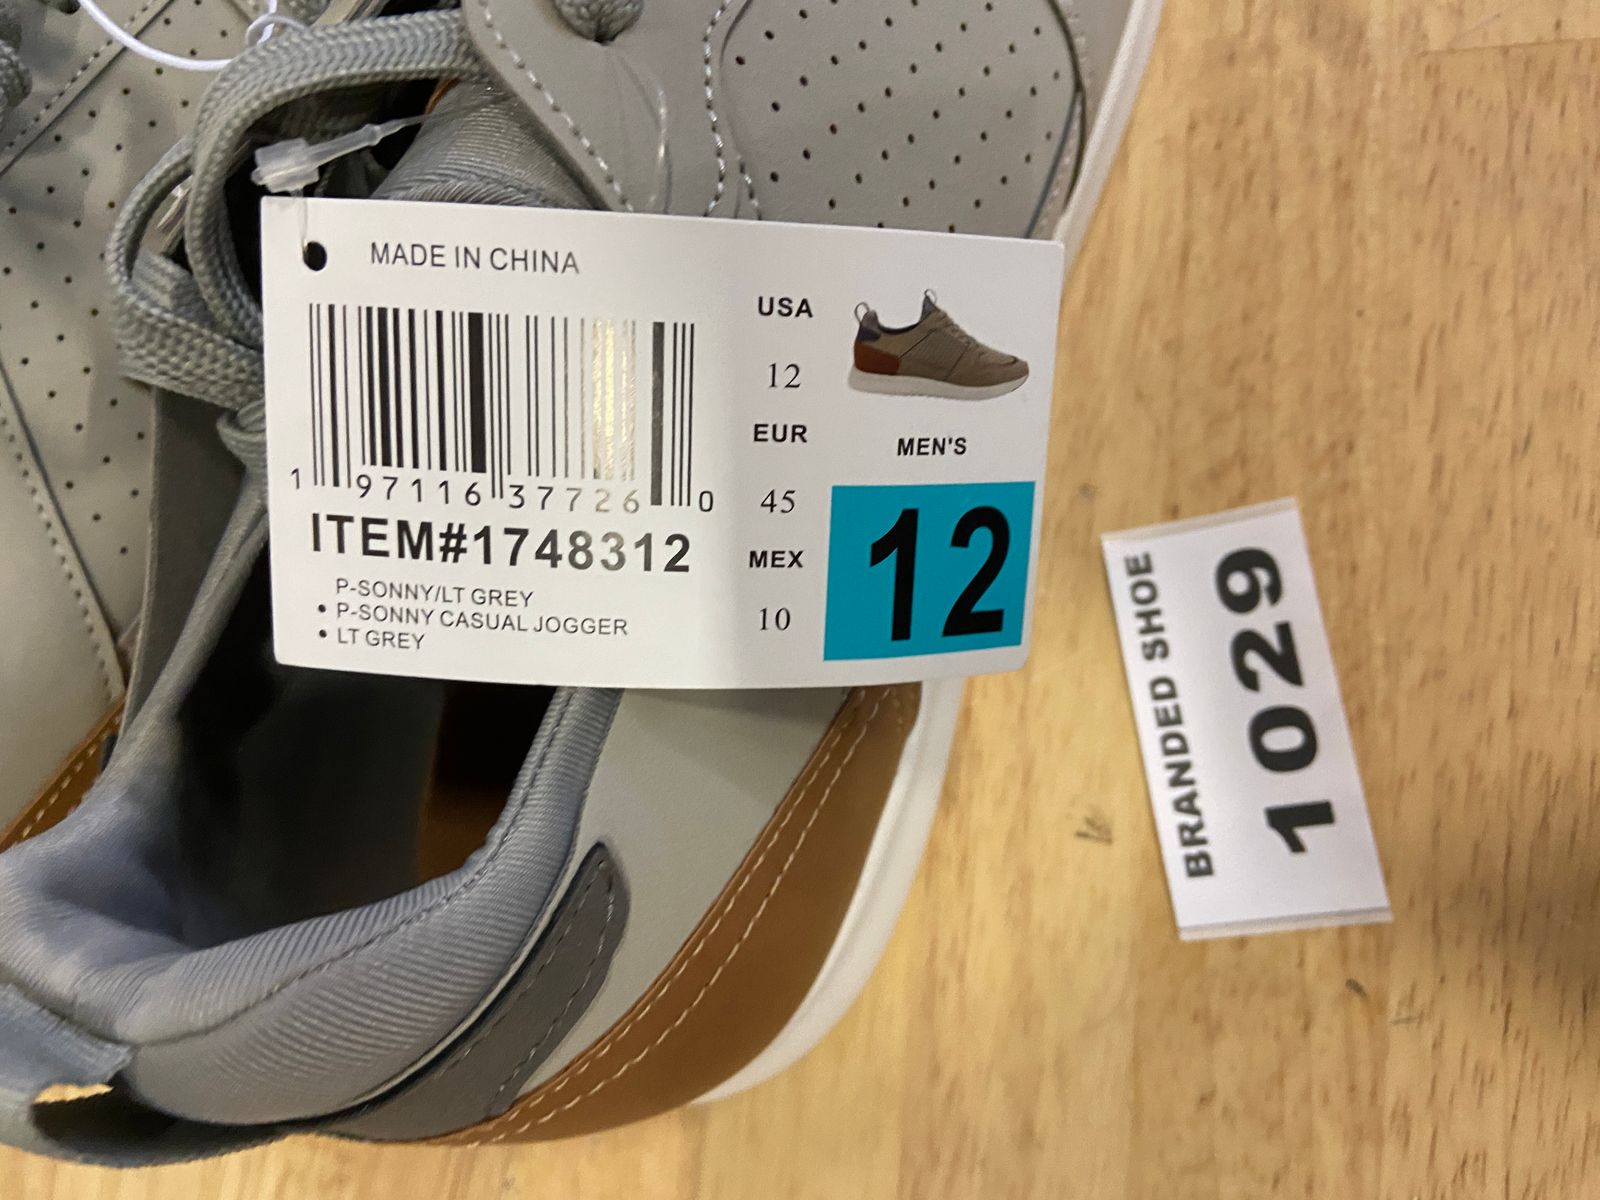 MADE IN CHINA
1 97116 37726 0
ITEM#1748312
P-SONNY/LT GREY
• P-SONNY CASUAL JOGGER
• LT GREY
USA
12
EUR
45
MEX
10
MEN'S
12
BRANDED SHOE
1029